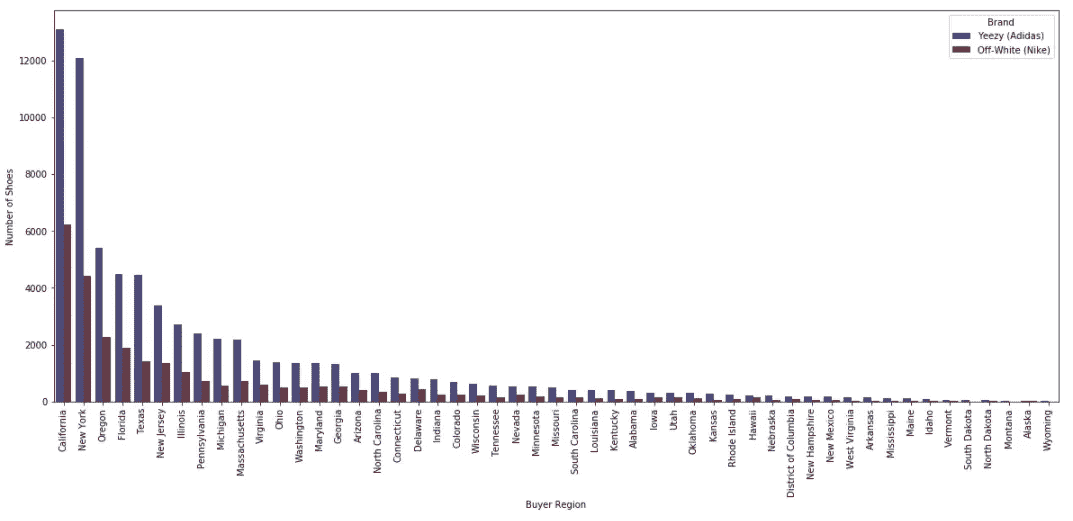 Brand
Yeezy (Adidas)
Off-White (Nike)
Number of Shoes
12000
10000
8000
6000
4000
2000
0
California
New York
Oregon
Florida
Texas
New Jersey
Illinois
Pennsylvania
Michigan
Massachusetts
Virginia
Ohio
Washington
Maryland
Georgia
Arizona
North Carolina
Connecticut
Delaware
Indiana
Colorado
Wisconsin
Tennessee
Nevada
Minnesota
Missouri
South Carolina
Louisiana
Kentucky
Alabama
Iowa
Utah
Oklahoma
Kansas
Rhode Island
Hawaii
Nebraska
District of Columbia
New Hampshire
New Mexico
West Virginia
Arkansas
Mississippi
Maine
Idaho
Vermont
South Dakota
North Dakota
Montana
Alaska
Wyoming
Buyer Region